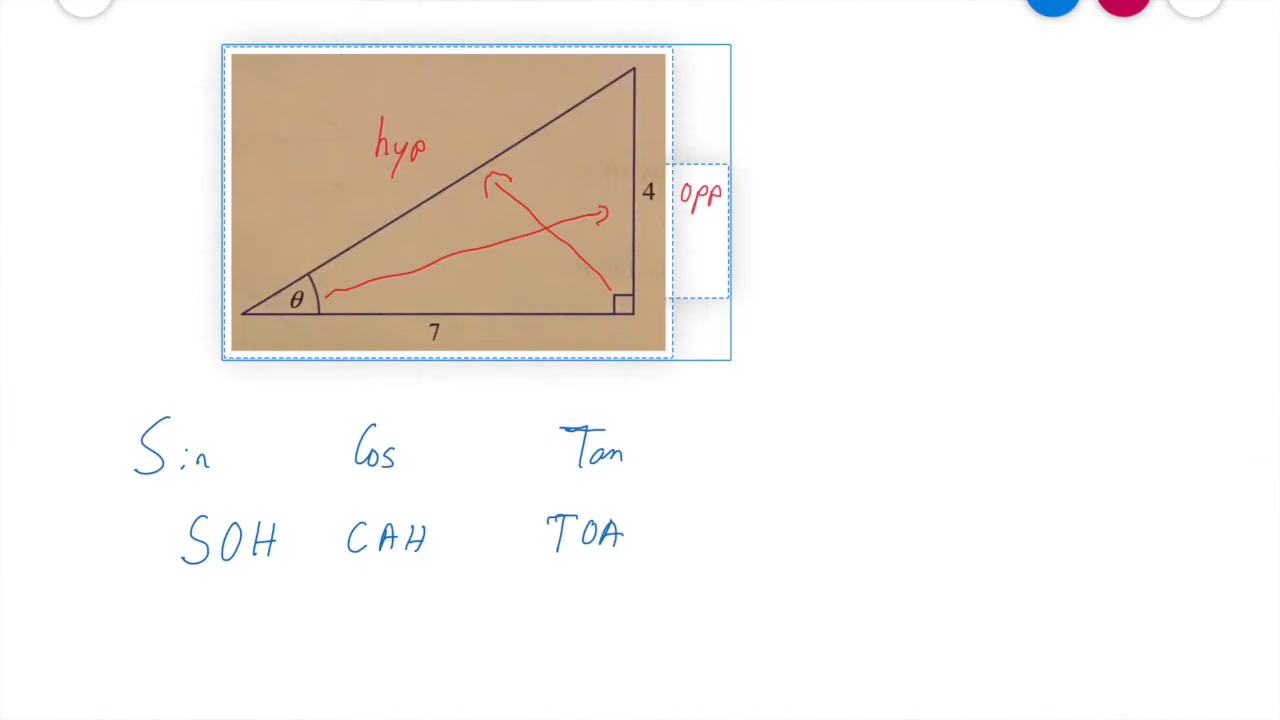 hyp
4 opp
θ
7
Sin Cos Tan
SOH CAH TOA